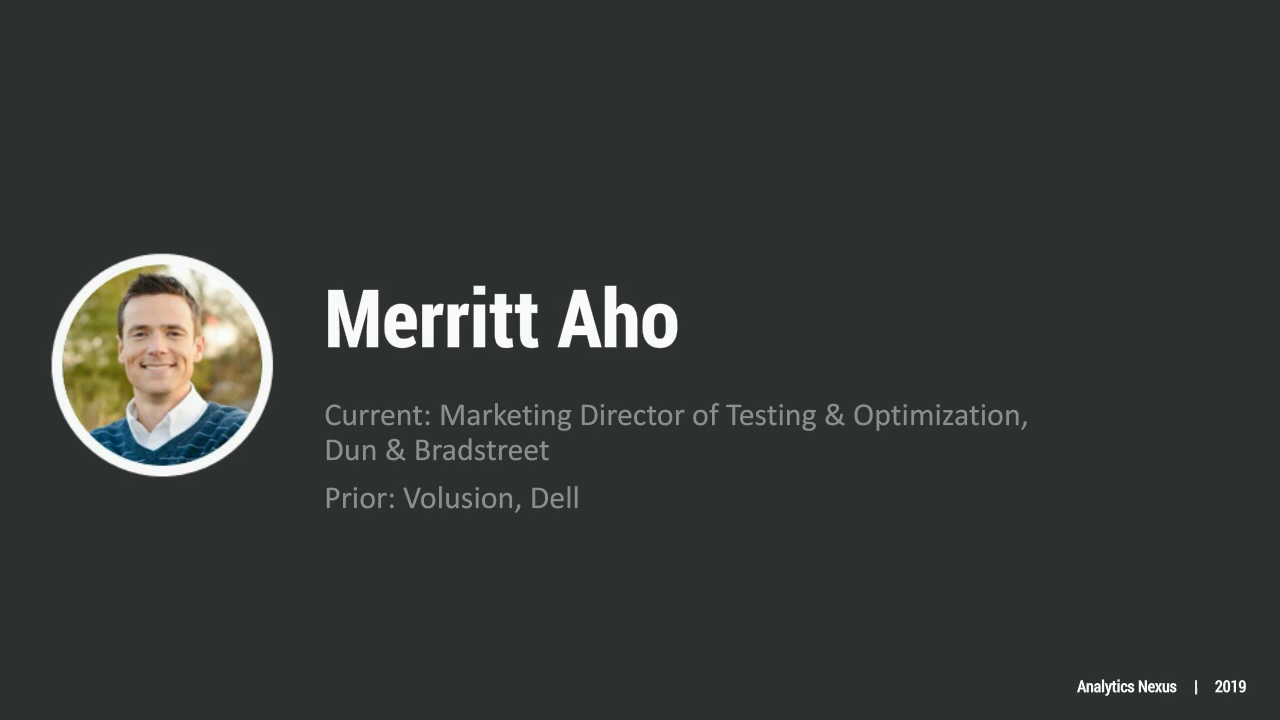 Merritt Aho
Current: Marketing Director of Testing & Optimization,
Dun & Bradstreet
Prior: Volusion, Dell
Analytics Nexus | 2019